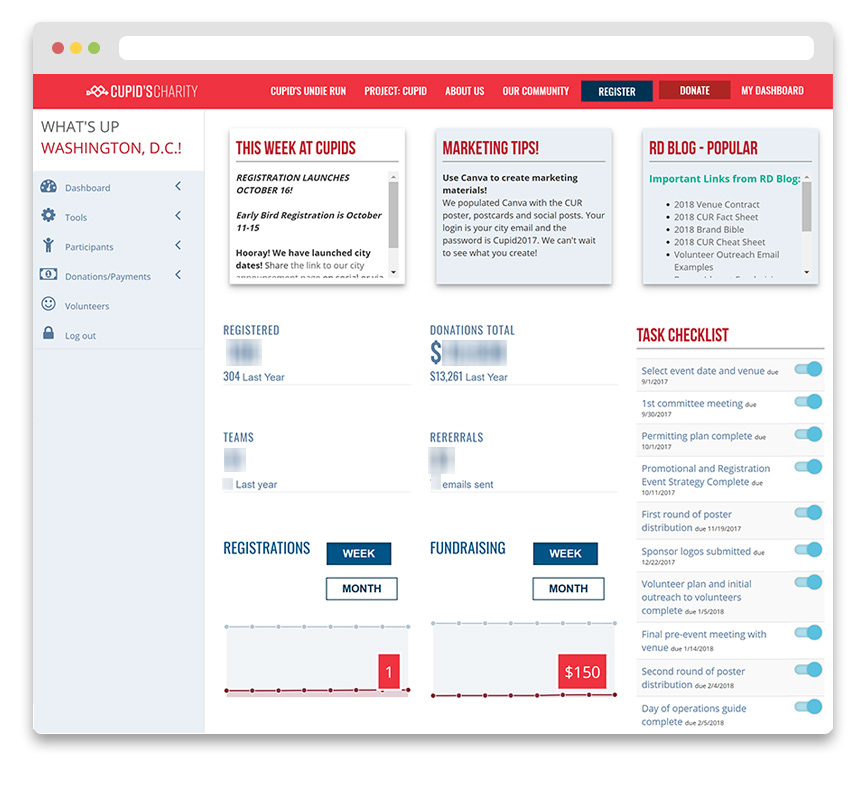 CUPID'SCHARITY
CUPID'S UNDIE RUN
PROJECT: CUPID
ABOUT US
OUR COMMUNITY
REGISTER
DONATE
MY DASHBOARD
WHAT'S UP
WASHINGTON, D.C.!
Dashboard
Tools
Participants
Donations/Payments
Volunteers
Log out
THIS WEEK AT CUPIDS
REGISTRATION LAUNCHES
OCTOBER 16!
Early Bird Registration is October
11-15
Hooray! We have launched city
dates! Share the link to our city
announcement page on social or via
MARKETING TIPS!
Use Canva to create marketing
materials!
We populated Canva with the CUR
poster, postcards and social posts. Your
login is your city email and the
password is Cupid2017. We can't wait
to see what you create!
RD BLOG - POPULAR
Important Links from RD Blog:
2018 Venue Contract
2018 CUR Fact Sheet
2018 Brand Bible
2018 CUR Cheat Sheet
Volunteer Outreach Email
Examples
REGISTERED
304 Last Year
DONATIONS TOTAL
$
$13,261 Last Year
TEAMS
Last year
RERERRALS
emails sent
REGISTRATIONS
WEEK
MONTH
1
FUNDRAISING
WEEK
MONTH
$150
TASK CHECKLIST
Select event date and venue due
9/1/2017
1st committee meeting due
9/30/2017
Permitting plan complete due
10/1/2017
Promotional and Registration
Event Strategy Complete due
10/11/2017
First round of poster
distribution due 11/19/2017
Sponsor logos submitted due
12/22/2017
Volunteer plan and initial
outreach to volunteers
complete due 1/5/2018
Final pre-event meeting with
venue due 1/14/2018
Second round of poster
distribution due 2/4/2018
Day of operations guide
complete due 2/5/2018